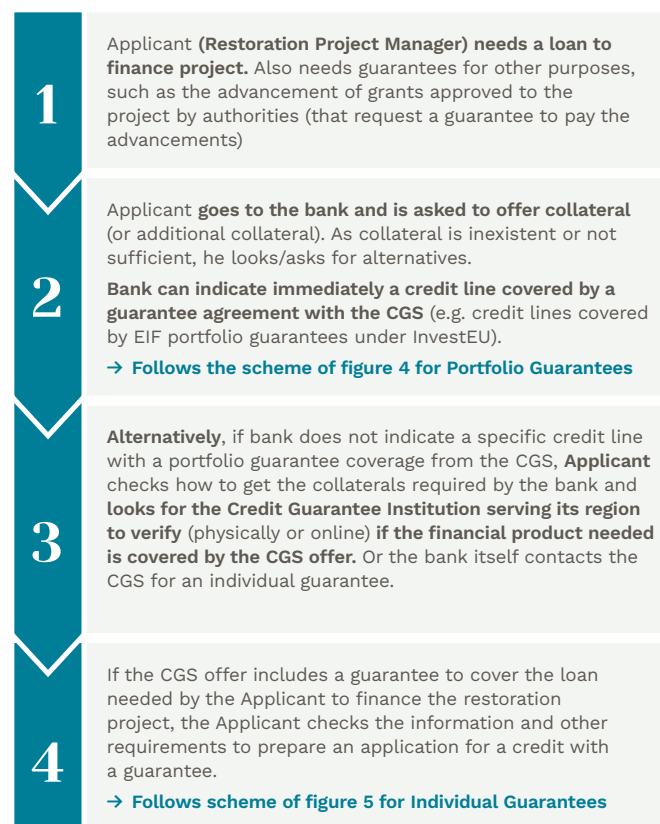 1
Applicant (Restoration Project Manager) needs a loan to
finance project. Also needs guarantees for other purposes,
such as the advancement of grants approved to the
project by authorities (that request a guarantee to pay the
advancements)
2
Applicant goes to the bank and is asked to offer collateral
(or additional collateral). As collateral is inexistent or not
sufficient, he looks/asks for alternatives.
Bank can indicate immediately a credit line covered by a
guarantee agreement with the CGS (e.g. credit lines covered
by EIF portfolio guarantees under InvestEU).
→ Follows the scheme of figure 4 for Portfolio Guarantees
3
Alternatively, if bank does not indicate a specific credit line
with a portfolio guarantee coverage from the CGS, Applicant
checks how to get the collaterals required by the bank and
looks for the Credit Guarantee Institution serving its region
to verify (physically or online) if the financial product needed
is covered by the CGS offer. Or the bank itself contacts the
CGS for an individual guarantee.
4
If the CGS offer includes a guarantee to cover the loan
needed by the Applicant to finance the restoration
project, the Applicant checks the information and other
requirements to prepare an application for a credit with
a guarantee.
→ Follows scheme of figure 5 for Individual Guarantees